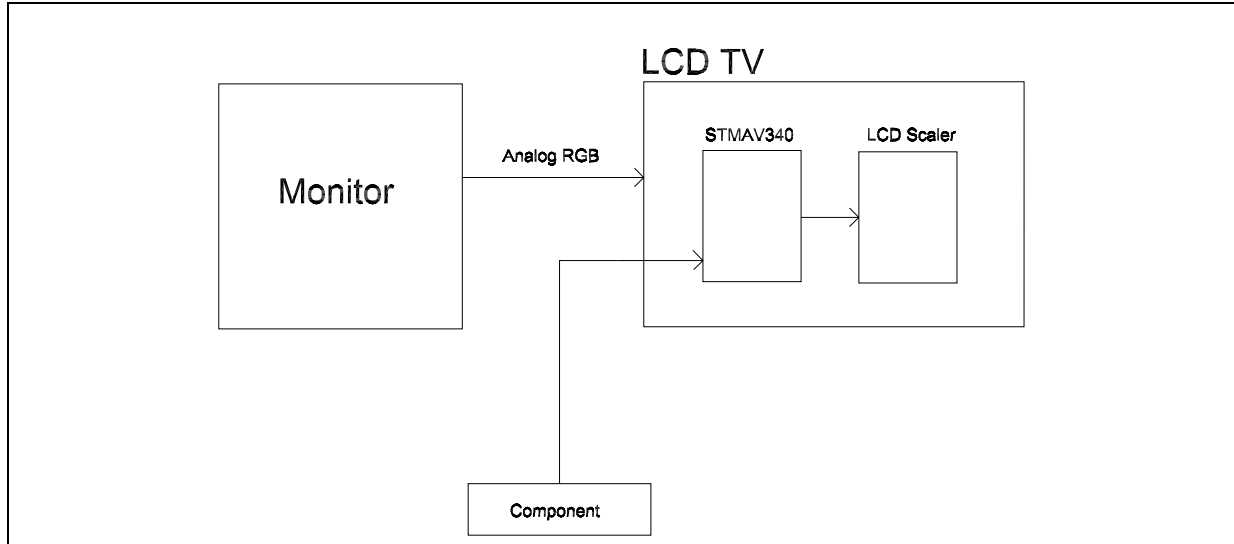 LCD TV
STMAV340
LCD Scaler
Analog RGB
Monitor
Component